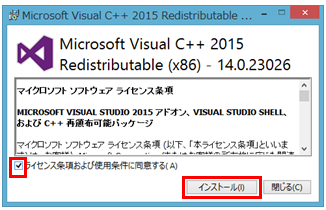 Microsoft Visual C++ 2015 Redistributable ...
Microsoft Visual C++ 2015
Redistributable (x86) - 14.0.23026
マイクロソフト ソフトウェア ライセンス条項
MICROSOFT VISUAL STUDIO 2015 アドオン、VISUAL STUDIO SHELL、
および C++ 再頒布可能パッケージ
マイクロソフト ソフトウェア ライセンス条項 (以下、「本ライセンス条項」といいま
ライセンス条項および使用条件に同意する(A)
インストール(I)
閉じる(C)